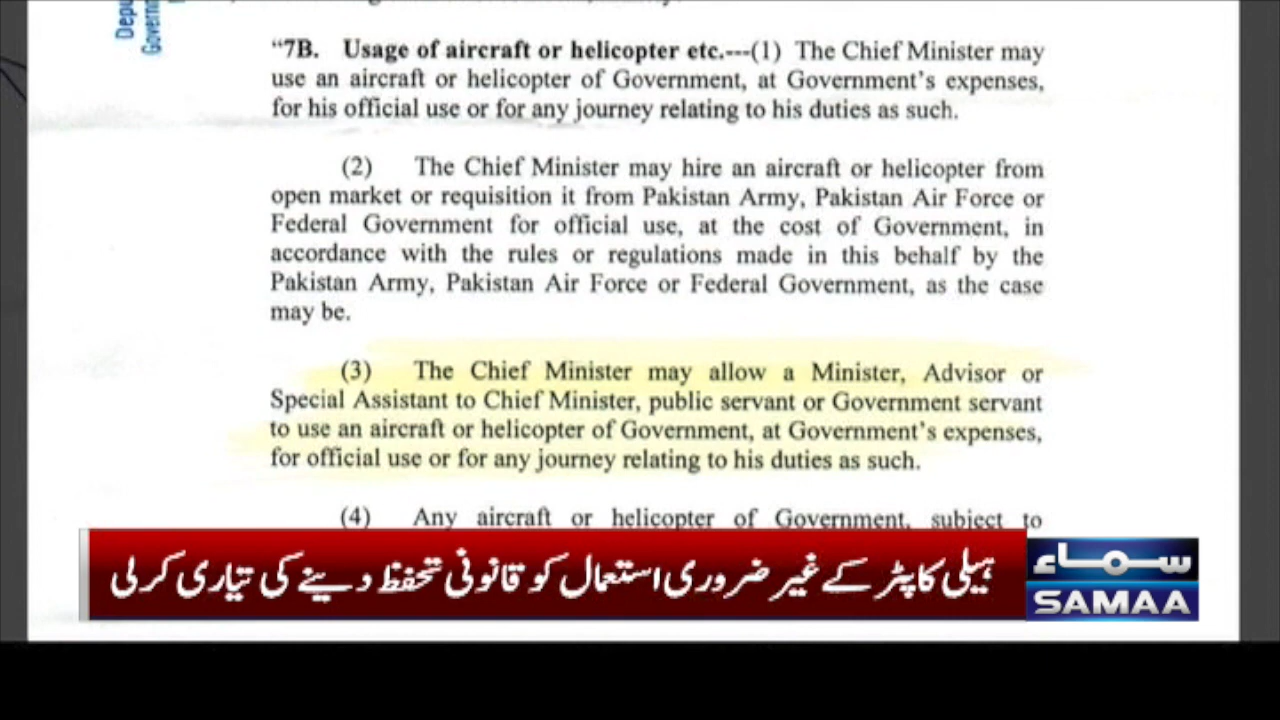 “7B. Usage of aircraft or helicopter etc.---(1) The Chief Minister may
use an aircraft or helicopter of Government, at Government’s expenses,
for his official use or for any journey relating to his duties as such.
(2) The Chief Minister may hire an aircraft or helicopter from
open market or requisition it from Pakistan Army, Pakistan Air Force or
Federal Government for official use, at the cost of Government, in
accordance with the rules or regulations made in this behalf by the
Pakistan Army, Pakistan Air Force or Federal Government, as the case
may be.
(3) The Chief Minister may allow a Minister, Advisor or
Special Assistant to Chief Minister, public servant or Government servant
to use an aircraft or helicopter of Government, at Government’s expenses,
for official use or for any journey relating to his duties as such.
(4) Any aircraft or helicopter of Government, subject to
ہیلی کاپٹر کے غیر ضروری استعمال کو قانونی تحفظ دینے کی تیاری کر لی
سماء
SAMAA